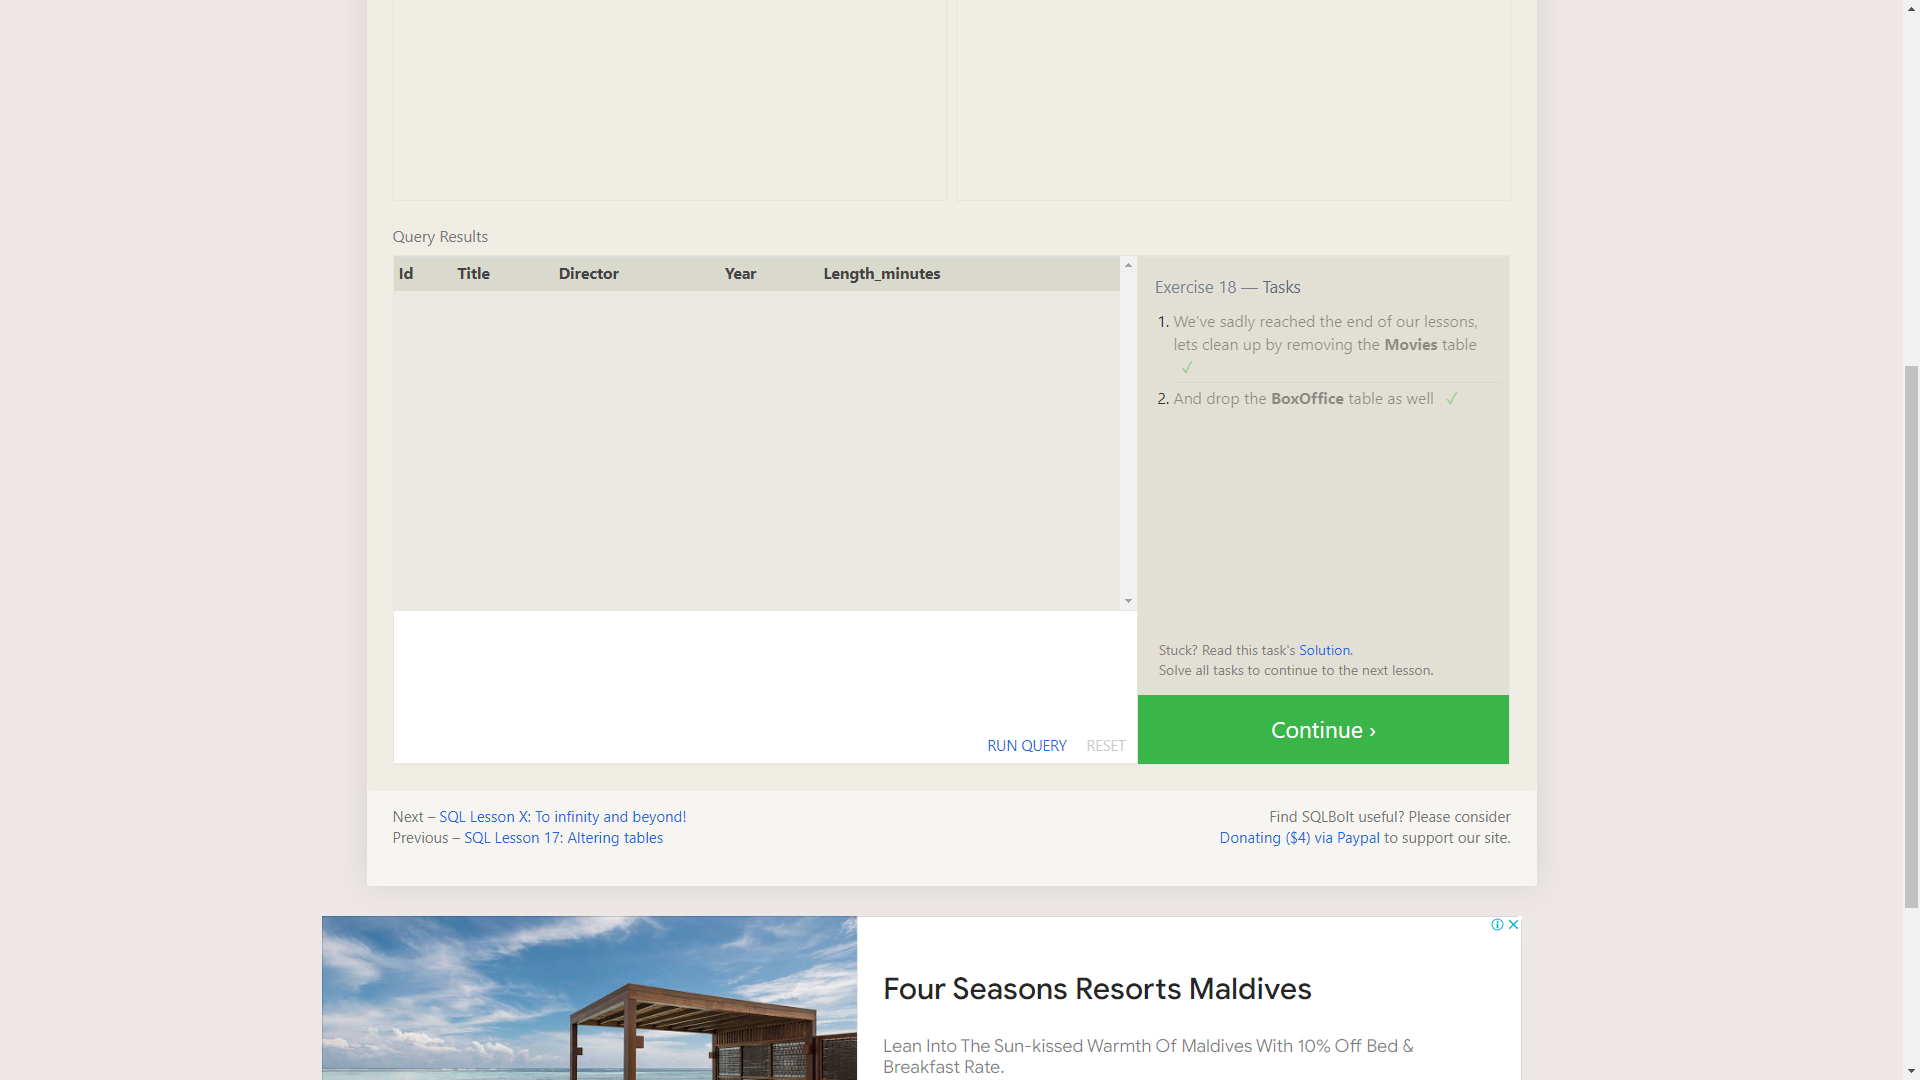 Query Results
Id Title Director Year Length_minutes
Exercise 18 — Tasks
1. We've sadly reached the end of our lessons,
lets clean up by removing the Movies table
✓
2. And drop the BoxOffice table as well ✓
Stuck? Read this task's Solution.
Solve all tasks to continue to the next lesson.
RUN QUERY RESET
Continue ›
Next – SQL Lesson X: To infinity and beyond!
Previous – SQL Lesson 17: Altering tables
Find SQLBolt useful? Please consider
Donating ($4) via Paypal to support our site.
Four Seasons Resorts Maldives
Lean Into The Sun-kissed Warmth Of Maldives With 10% Off Bed &
Breakfast Rate.